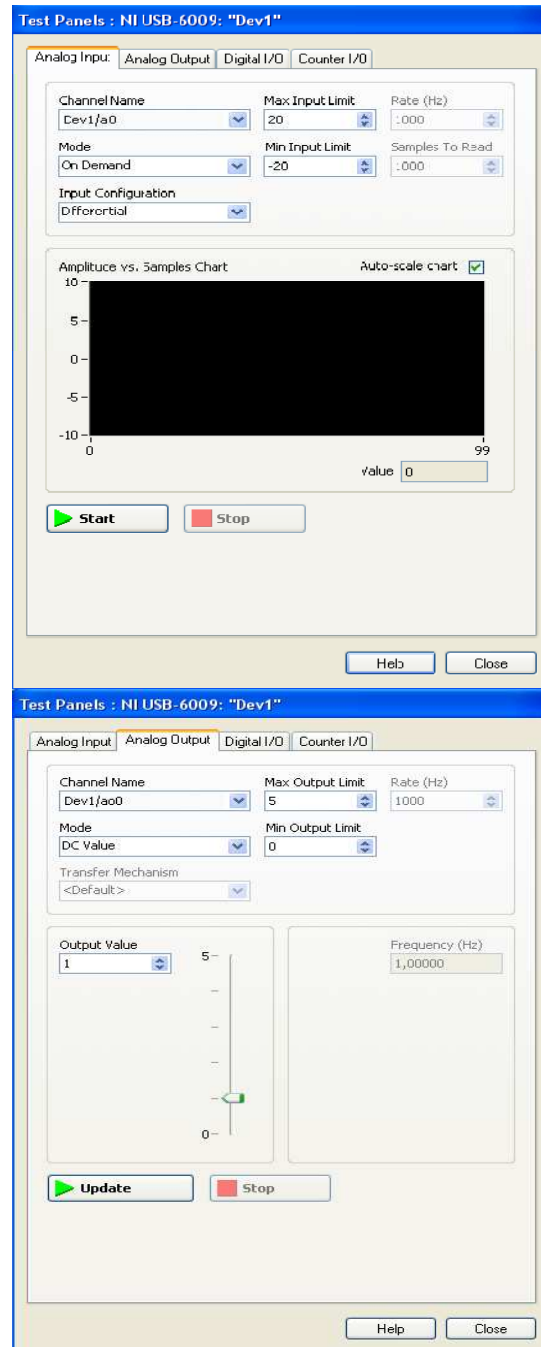 Test Panels : NI USB-6009: "Dev1"
Analog Input Analog Output Digital I/O Counter I/O
Channel Name Max Input Limit Rate (Hz)
Dev1/ai0 20 1000
Mode Min Input Limit Samples To Read
On Demand -20 1000
Input Configuration
Differential
Amplitude vs. Samples Chart Auto-scale chart
10
5
0
-5
-10
0 99
Value 0
Start Stop
Help Close
Test Panels : NI USB-6009: "Dev1"
Analog Input Analog Output Digital I/O Counter I/O
Channel Name Max Output Limit Rate (Hz)
Dev1/ao0 5 1000
Mode Min Output Limit
DC Value 0
Transfer Mechanism
<Default>
Output Value Frequency (Hz)
1 5 1,00000
0
Update Stop
Help Close